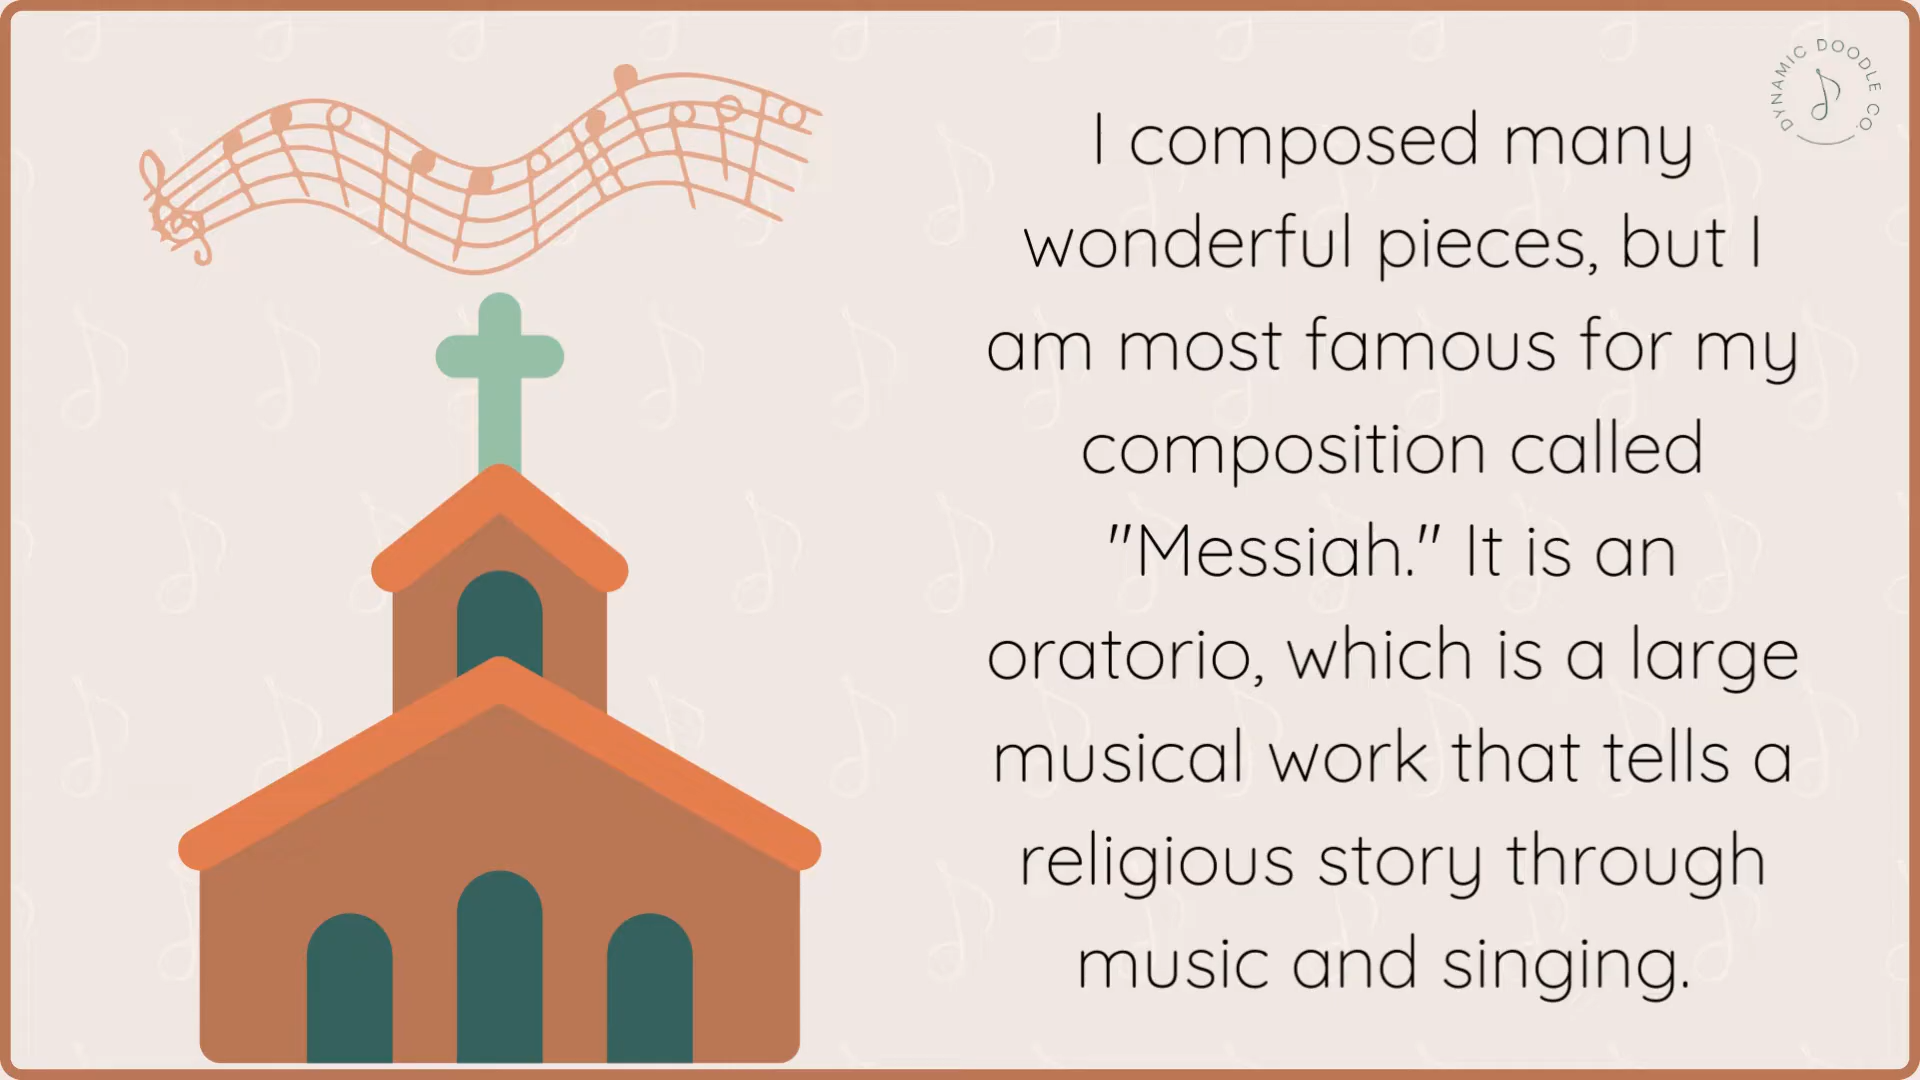 DYNAMIC DOODLE CO.
I composed many
wonderful pieces, but I
am most famous for my
composition called
"Messiah." It is an
oratorio, which is a large
musical work that tells a
religious story through
music and singing.